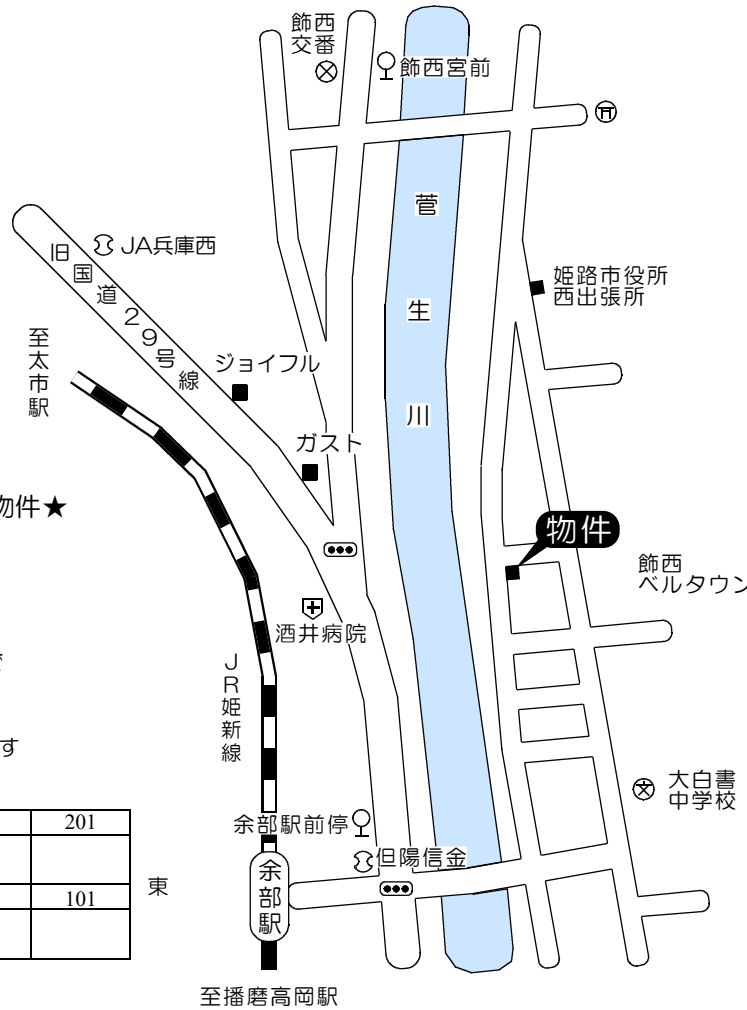 飾西
交番
飾西宮前
菅生川
JA兵庫西
旧国道29号線
姫路市役所
西出張所
至太市駅
ジョイフル
ガスト
物件★
物件
飾西
ベルタウン
酒井病院
JR姫新線
す
大白書
中学校
余部駅前停
但陽信金
201
101
東
余部駅
至播磨高岡駅